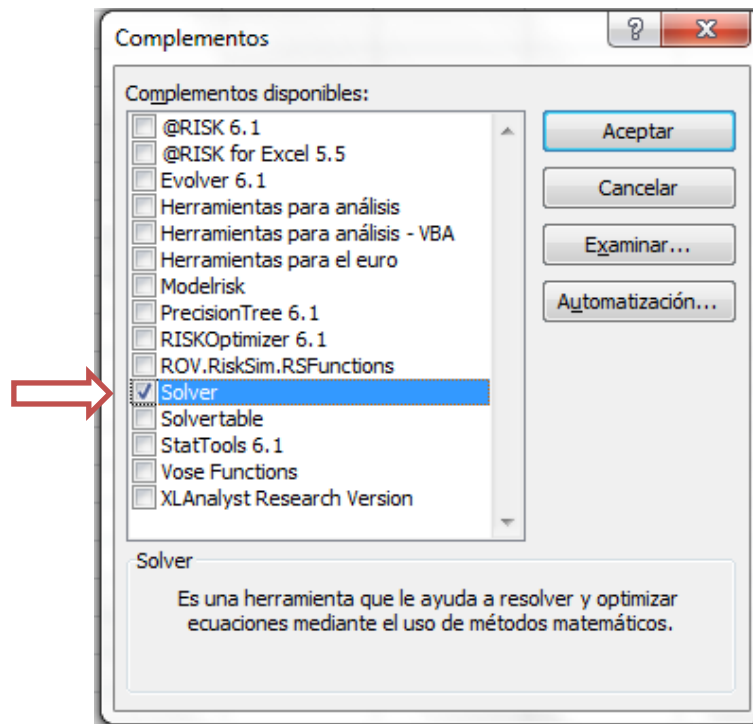 Complementos
?
X
Complementos disponibles:
@RISK 6.1
@RISK for Excel 5.5
Evolver 6.1
Herramientas para análisis
Herramientas para análisis - VBA
Herramientas para el euro
Modelrisk
PrecisionTree 6.1
RISKOptimizer 6.1
ROV.RiskSim.RSFunctions
Solver
Solvertable
StatTools 6.1
Vose Functions
XLAnalyst Research Version
Aceptar
Cancelar
Examinar...
Automatización...
Solver
Es una herramienta que le ayuda a resolver y optimizar
ecuaciones mediante el uso de métodos matemáticos.